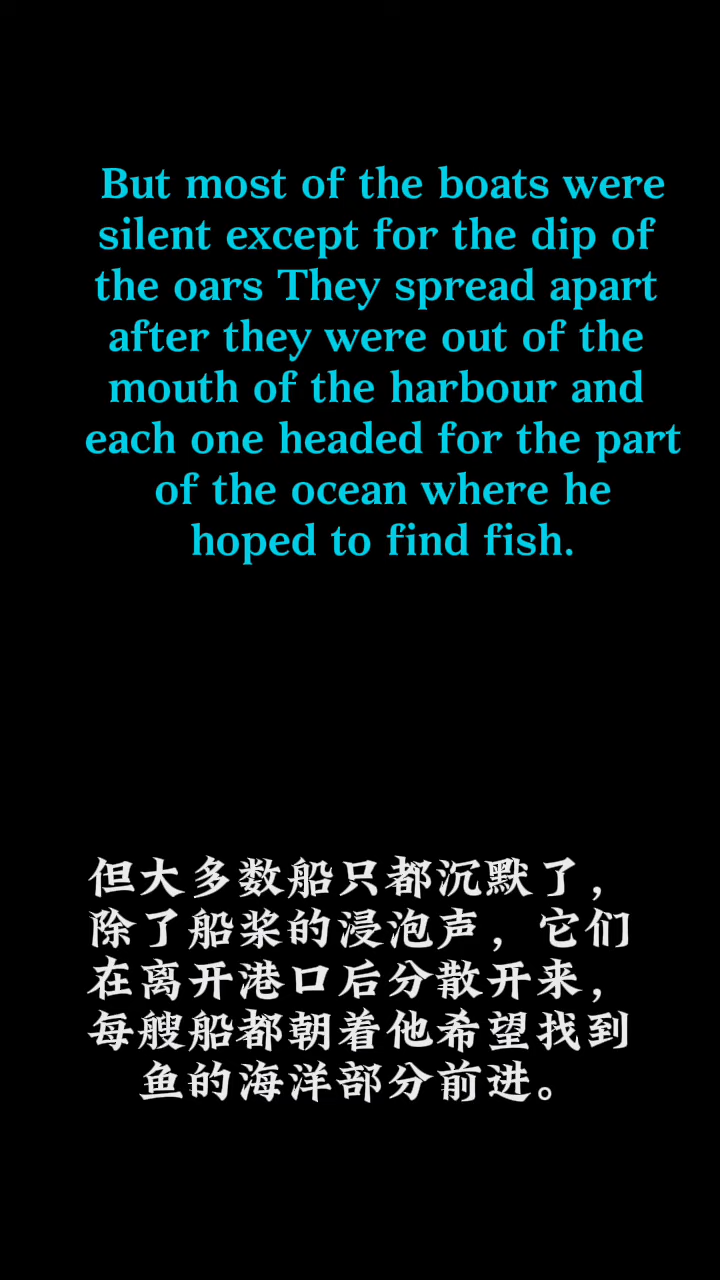 But most of the boats were
silent except for the dip of
the oars They spread apart
after they were out of the
mouth of the harbour and
each one headed for the part
of the ocean where he
hoped to find fish.
但大多数船只都沉默了，
除了船桨的浸泡声，它们
在离开港口后分散开来，
每艘船都朝着他希望找到
鱼的海洋部分前进。